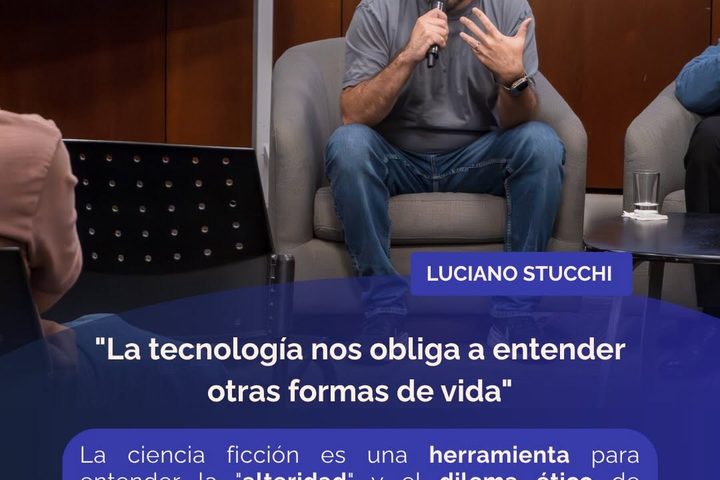 LUCIANO STUCCHI
"La tecnología nos obliga a entender
otras formas de vida"
La ciencia ficción es una herramienta para
entender la "alteridad" y el dilema ético de